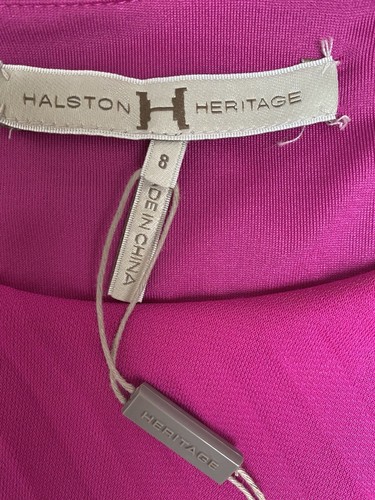 HALSTON H HERITAGE
8
DE IN CHINA
HERITAGE